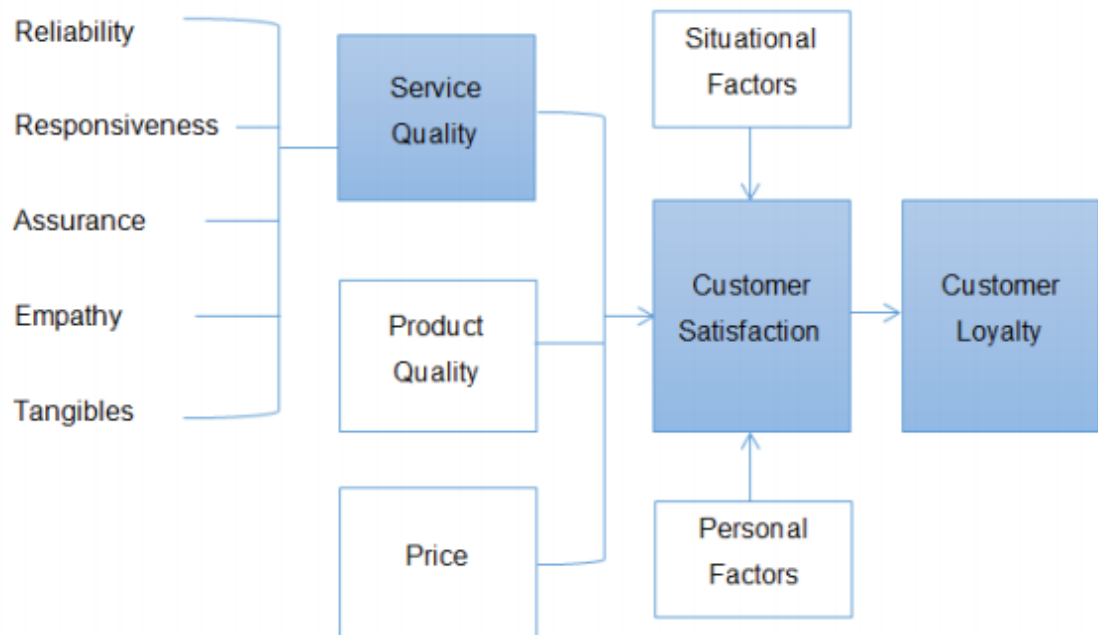 Reliability
Responsiveness
Assurance
Empathy
Tangibles
Service
Quality
Product
Quality
Price
Situational
Factors
Customer
Satisfaction
Personal
Factors
Customer
Loyalty